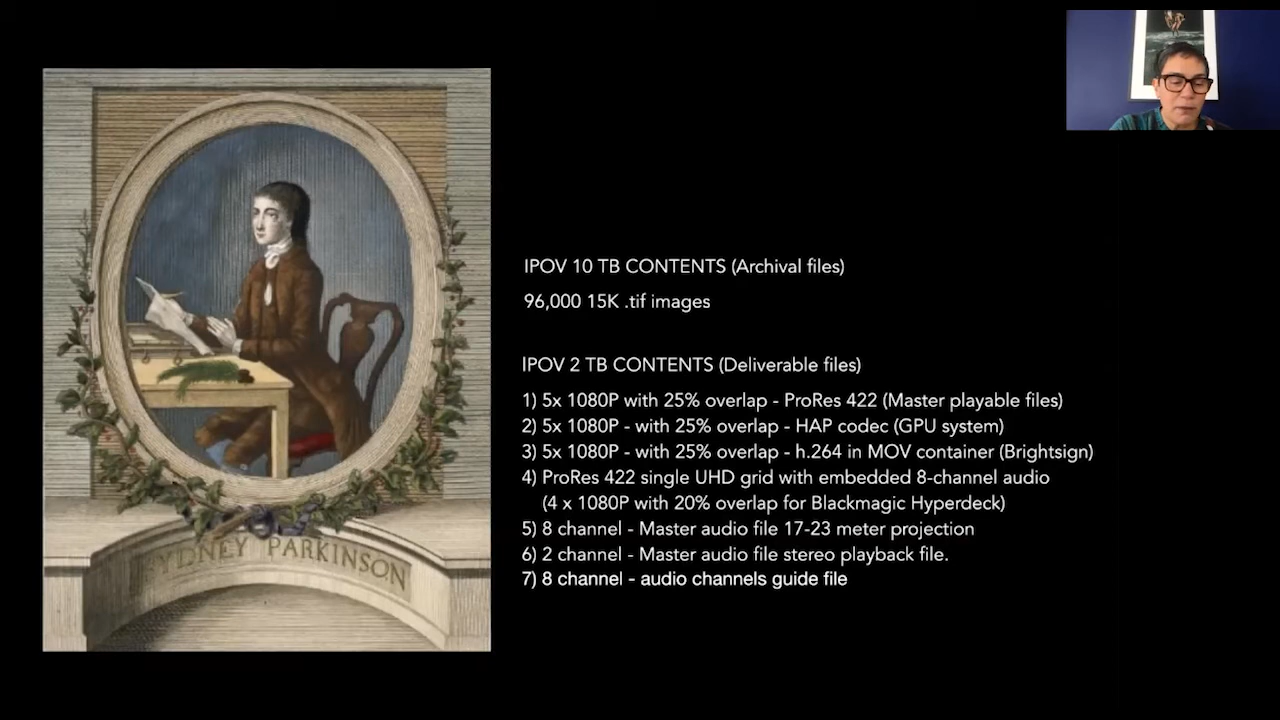 IPOV 10 TB CONTENTS (Archival files)
96,000 15K .tif images
IPOV 2 TB CONTENTS (Deliverable files)
1) 5x 1080P with 25% overlap - ProRes 422 (Master playable files)
2) 5x 1080P - with 25% overlap - HAP codec (GPU system)
3) 5x 1080P - with 25% overlap - h.264 in MOV container (Brightsign)
4) ProRes 422 single UHD grid with embedded 8-channel audio
(4 x 1080P with 20% overlap for Blackmagic Hyperdeck)
5) 8 channel - Master audio file 17-23 meter projection
6) 2 channel - Master audio file stereo playback file.
7) 8 channel - audio channels guide file
SYDNEY PARKINSON